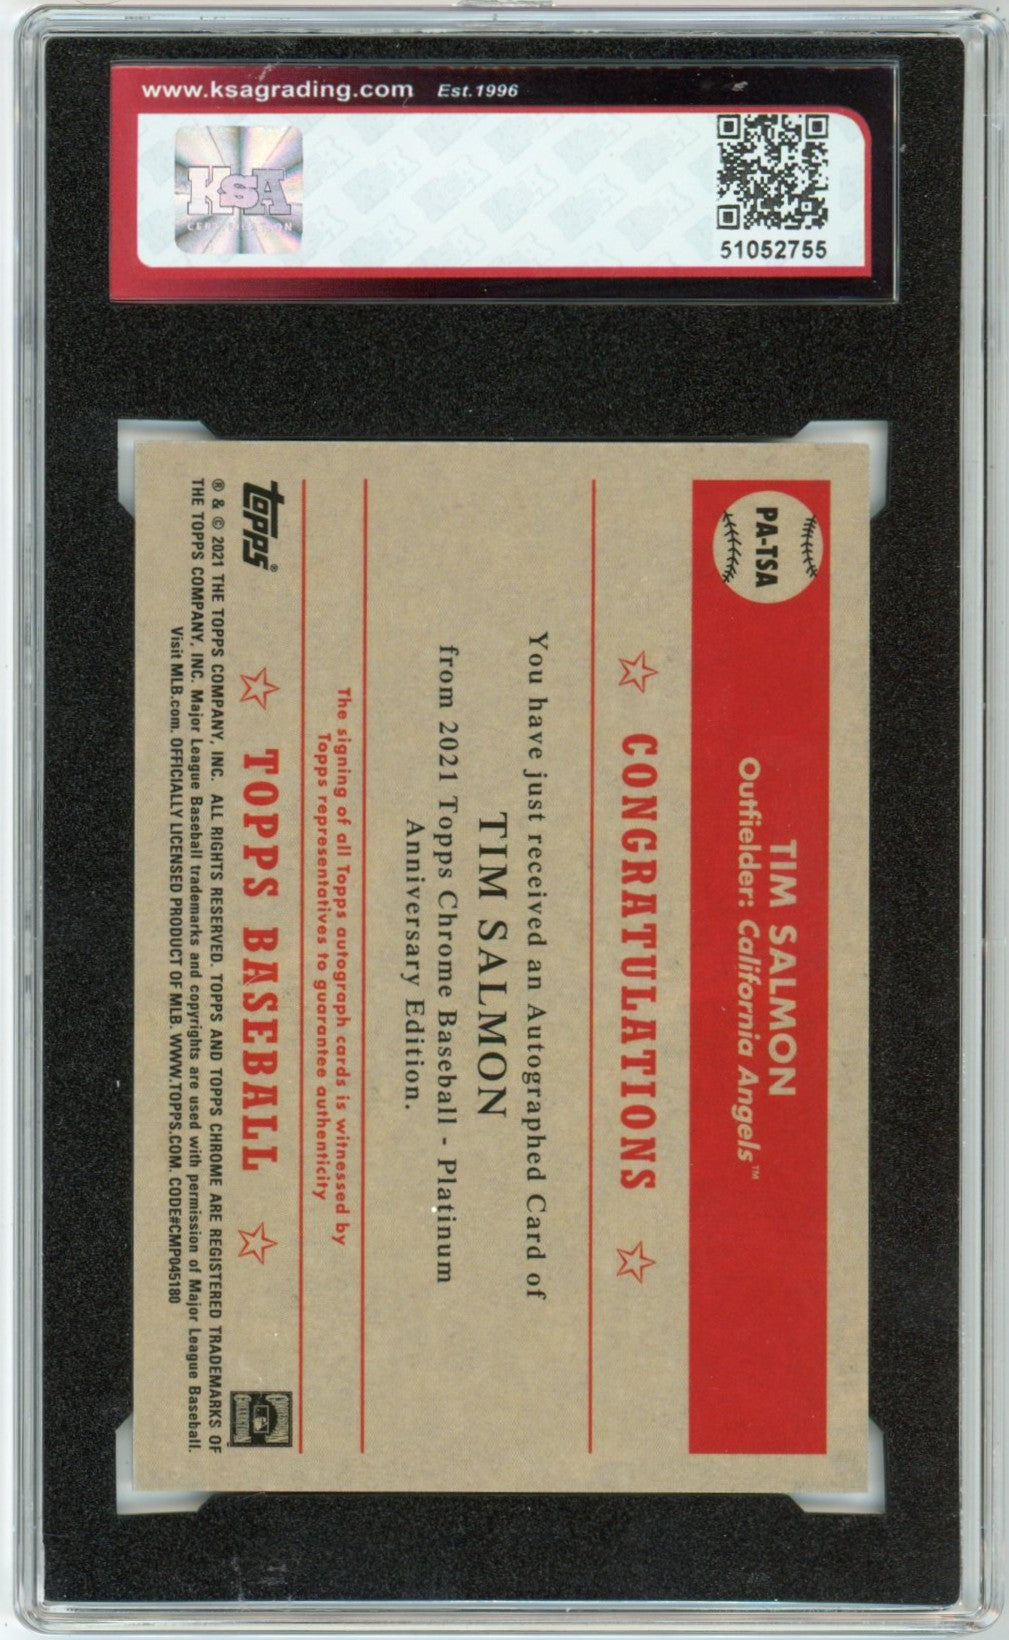 www.ksagrading.com Est.1996
KSA
CERTIFICATION
51052755
PA-TSA
TIM SALMON
Outfielder: California Angels™
CONGRATULATIONS
You have just received an Autographed Card of
TIM SALMON
from 2021 Topps Chrome Baseball - Platinum
Anniversary Edition.
The signing of all Topps autograph cards is witnessed by
Topps representatives to guarantee authenticity
topps®
TOPPS BASEBALL
COOPERSTOWN
COLLECTION
® & © 2021 THE TOPPS COMPANY, INC. ALL RIGHTS RESERVED. TOPPS AND TOPPS CHROME ARE REGISTERED TRADEMARKS OF
THE TOPPS COMPANY, INC. Major League Baseball trademarks and copyrights are used with permission of Major League Baseball.
Visit MLB.com. OFFICIALLY LICENSED PRODUCT OF MLB. WWW.TOPPS.COM. CODE#CMP045180